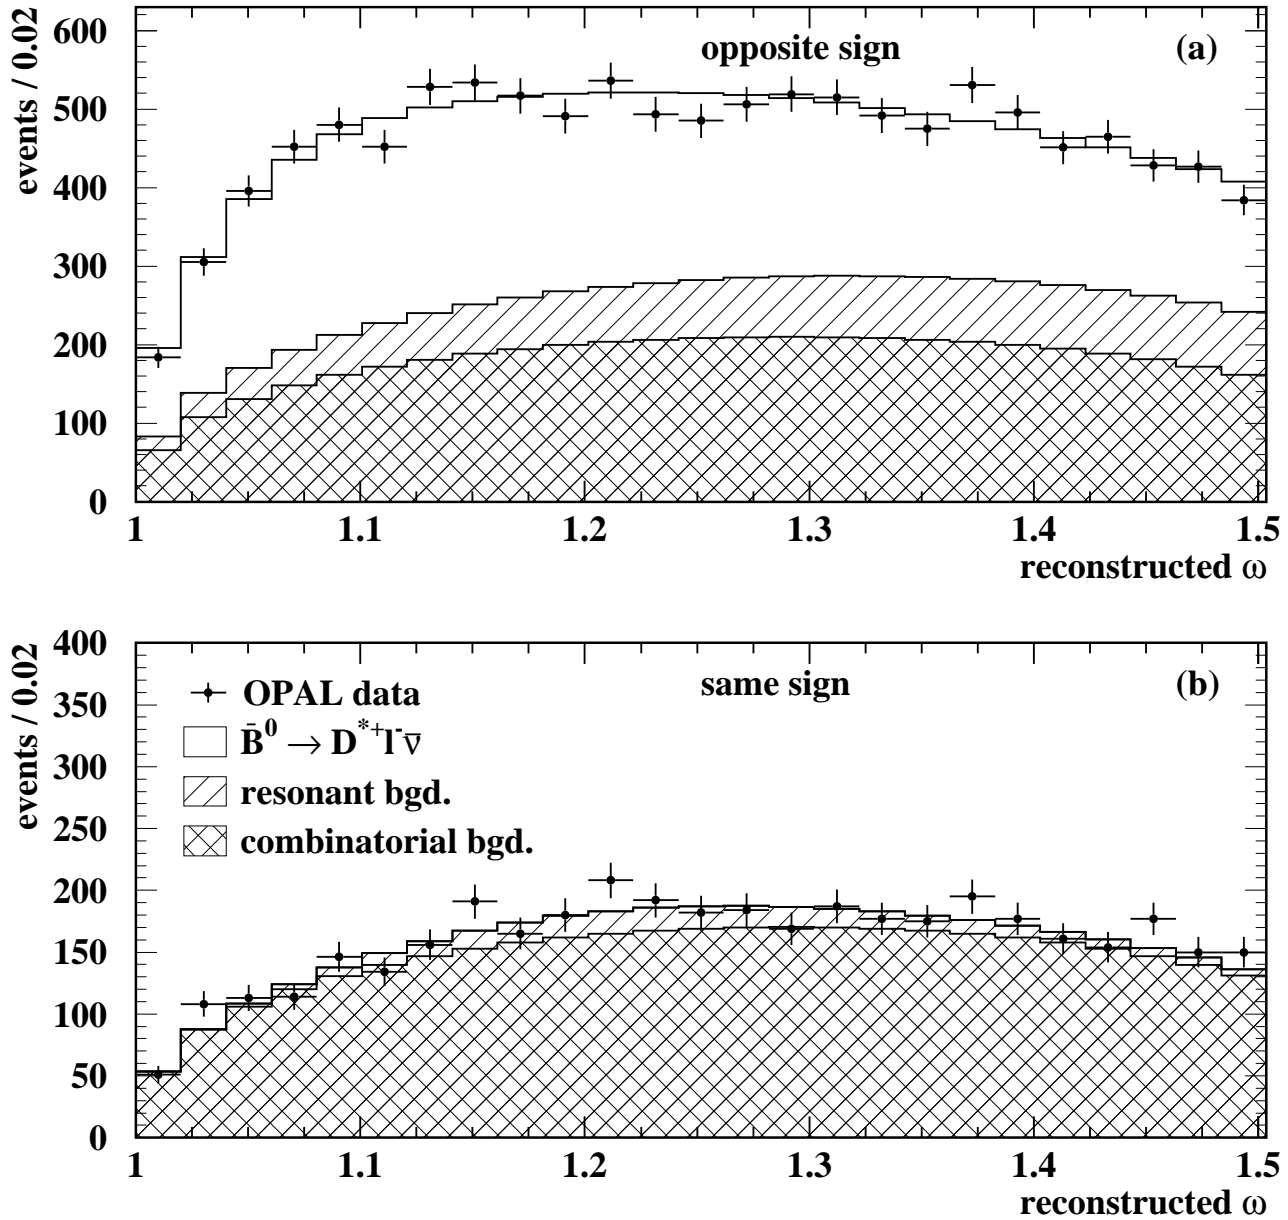 events / 0.02
600
500
400
300
200
100
0
opposite sign
(a)
1
1.1
1.2
1.3
1.4
1.5
reconstructed ω
events / 0.02
400
350
300
250
200
150
100
50
0
same sign
(b)
OPAL data
B̄⁰ → D*⁺l⁻ν̄
resonant bgd.
combinatorial bgd.
1
1.1
1.2
1.3
1.4
1.5
reconstructed ω